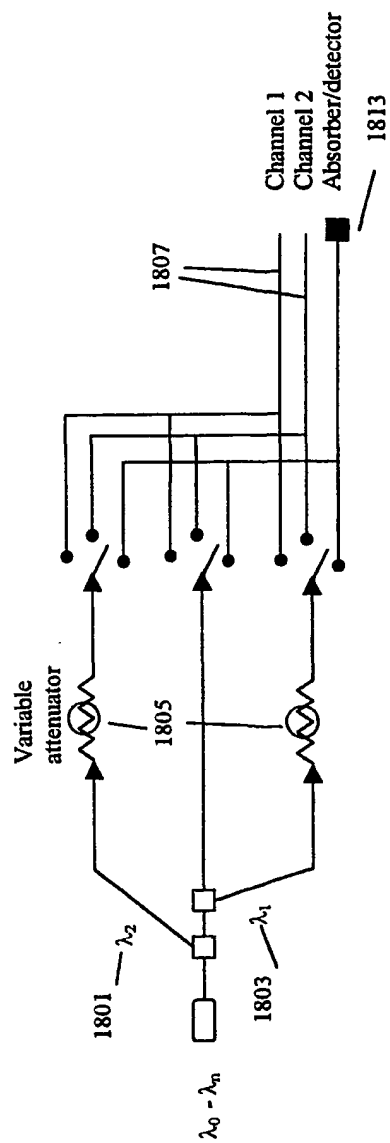 Variable
attenuator
1801
λ₂
1805
1807
Channel 1
Channel 2
Absorber/detector
1813
λ₀ - λₙ
λ₁
1803